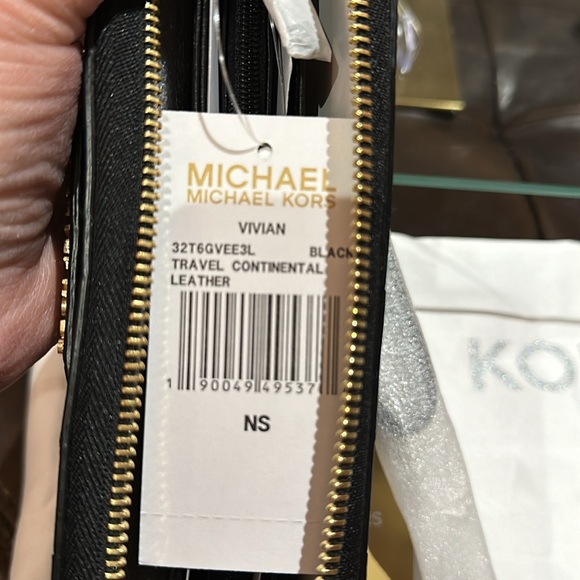 MICHAEL
MICHAEL KORS
VIVIAN
32T6GVEE3L BLACK
TRAVEL CONTINENTAL
LEATHER
1 90049 49537
NS
KO